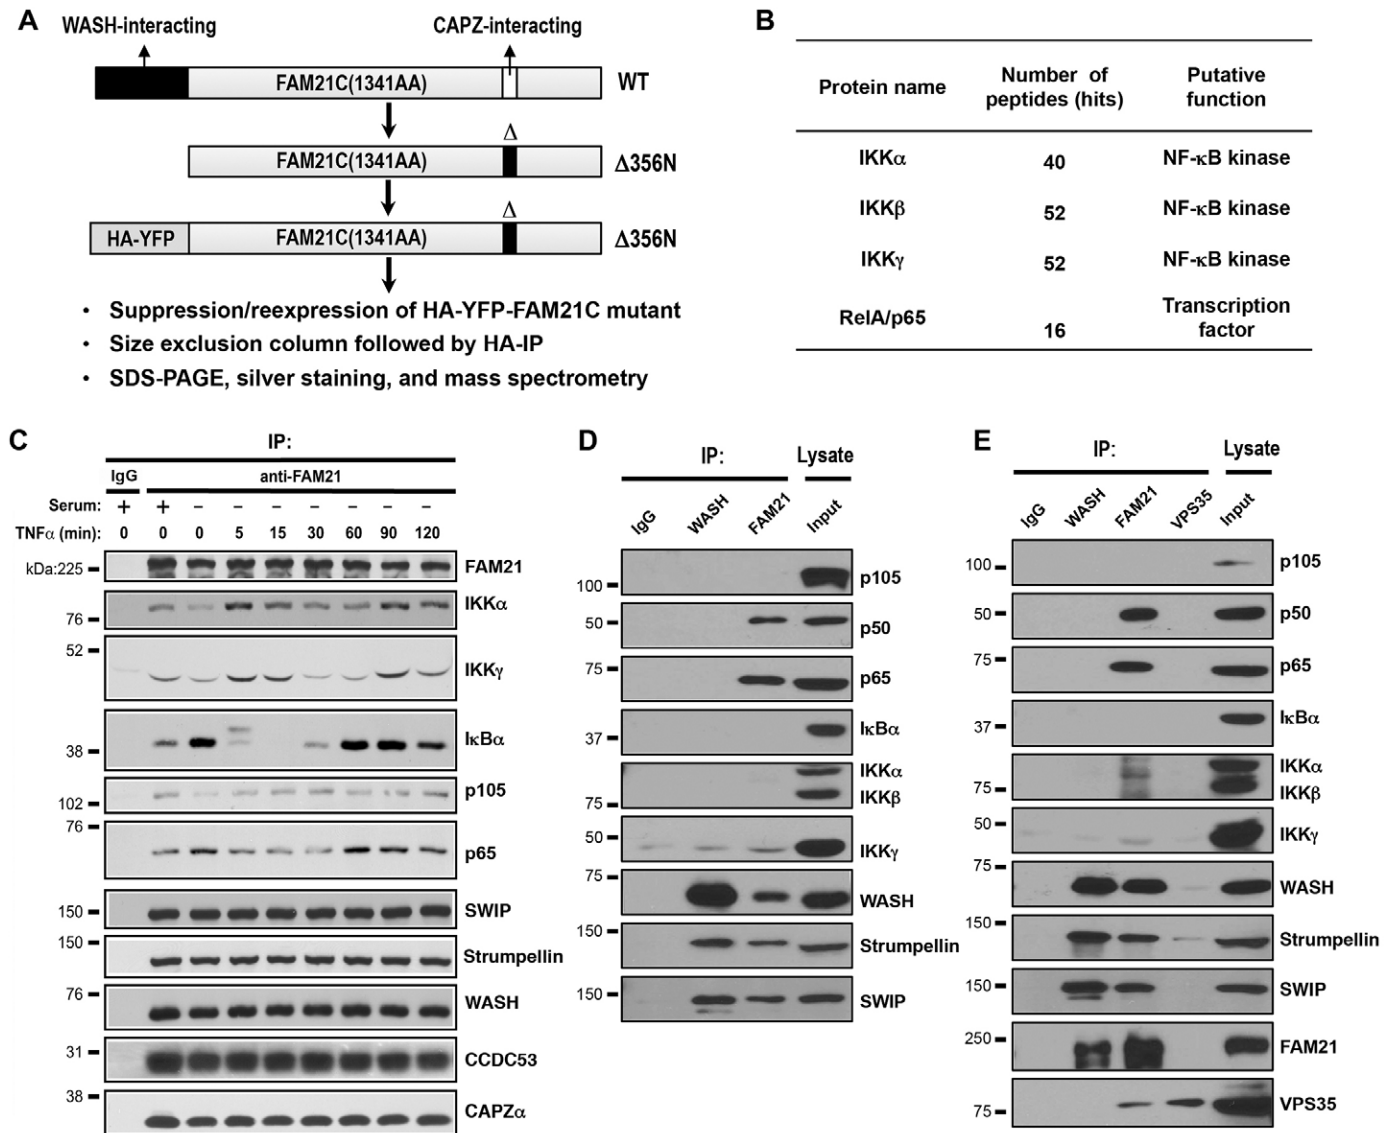 A
WASH-interacting
CAPZ-interacting
FAM21C(1341AA)
WT
Δ
FAM21C(1341AA)
Δ356N
Δ
HA-YFP
FAM21C(1341AA)
Δ356N
• Suppression/reexpression of HA-YFP-FAM21C mutant
• Size exclusion column followed by HA-IP
• SDS-PAGE, silver staining, and mass spectrometry
B
Protein name
Number of
peptides (hits)
Putative
function
IKKα 40 NF-κB kinase
IKKβ 52 NF-κB kinase
IKKγ 52 NF-κB kinase
RelA/p65 16 Transcription
factor
C
IP:
IgG
anti-FAM21
Serum: + + – – – – – – –
TNFα (min): 0 0 0 5 15 30 60 90 120
kDa:225
FAM21
IKKα
76
52
IKKγ
IκBα
38
p105
102
76
p65
150
SWIP
150
Strumpellin
76
WASH
31
CCDC53
38
CAPZα
D
IP:
Lysate
IgG
WASH
FAM21
Input
p105
100
50
p50
75
p65
37
IκBα
IKKα
75
IKKβ
50
IKKγ
75
WASH
150
Strumpellin
150
SWIP
E
IP:
Lysate
IgG
WASH
FAM21
VPS35
Input
100
p105
50
p50
75
p65
37
IκBα
IKKα
75
IKKβ
50
IKKγ
75
WASH
150
Strumpellin
150
SWIP
250
FAM21
75
VPS35